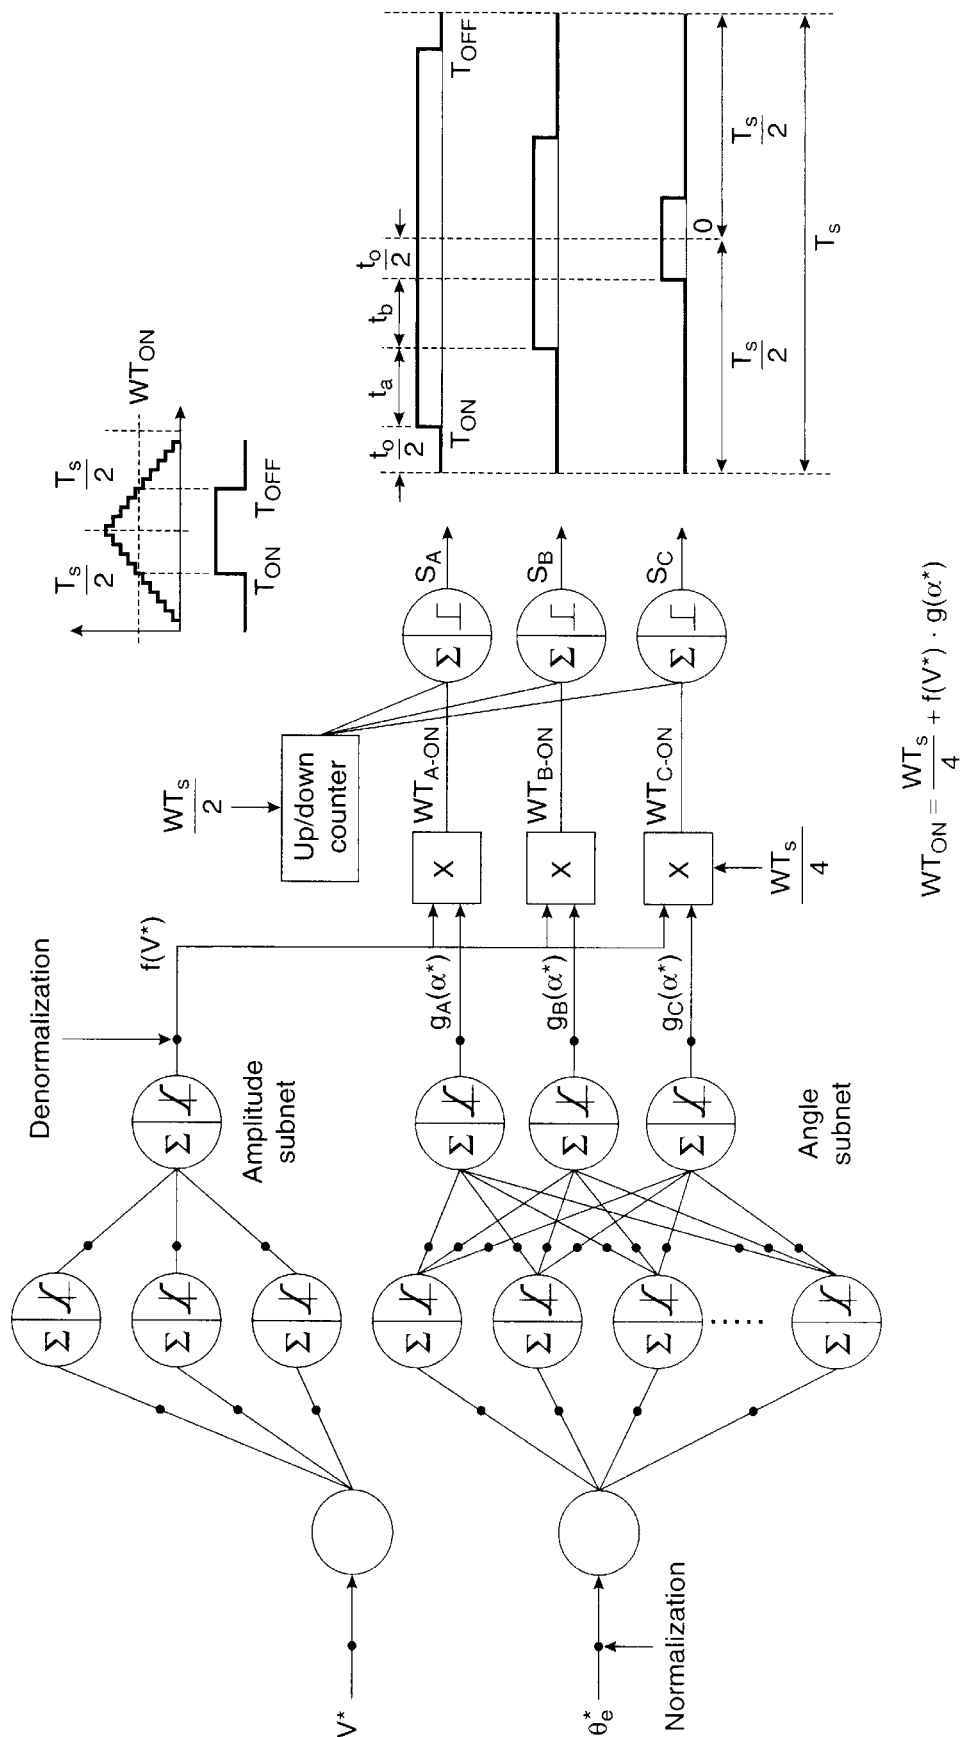 Denormalization
f(V*)
Amplitude
subnet
V*
θe*
Normalization
Σ
Σ
Σ
Σ
Σ
Σ
Σ
Σ
.....
Σ
Σ
Σ
Angle
subnet
gA(α*)
gB(α*)
gC(α*)
WTs/2
Up/down
counter
X
X
X
WTs/4
WTA-ON
WTB-ON
WTC-ON
Σ
Σ
Σ
SA
SB
SC
Ts/2
Ts/2
WTON
TON
TOFF
to/2
ta
tb
to/2
TON
TOFF
0
Ts/2
Ts/2
Ts
WTON = WTs/4 + f(V*) · g(α*)